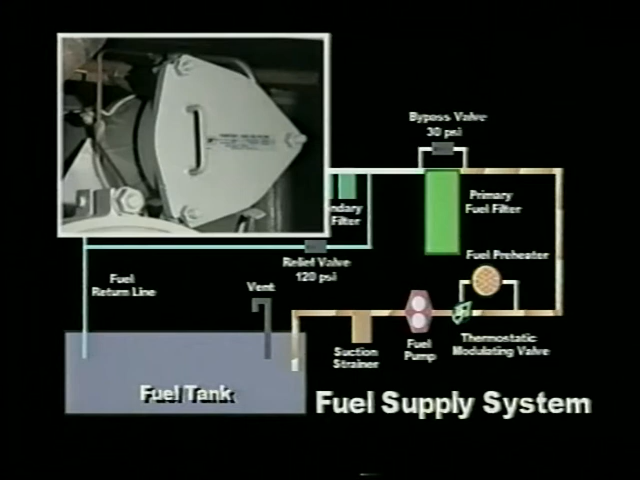 Bypass Valve
30 psi
Primary
Fuel Filter
ndary
Filter
Fuel Preheater
Relief Valve
120 psi
Fuel
Return Line
Vent
Suction
Strainer
Fuel
Pump
Thermostatic
Modulating Valve
Fuel Tank
Fuel Supply System